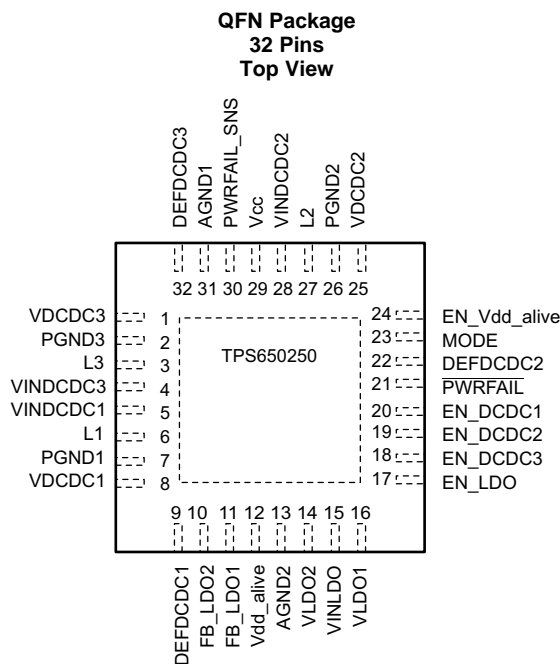 QFN Package
32 Pins
Top View
DEFDCDC3
AGND1
PWRFAIL_SNS
Vcc
VINDCDC2
L2
PGND2
VDCDC2
32 31 30 29 28 27 26 25
VDCDC3 1
PGND3 2
L3 3
VINDCDC3 4
VINDCDC1 5
L1 6
PGND1 7
VDCDC1 8
TPS650250
24 EN_Vdd_alive
23 MODE
22 DEFDCDC2
21 PWRFAIL
20 EN_DCDC1
19 EN_DCDC2
18 EN_DCDC3
17 EN_LDO
9 10 11 12 13 14 15 16
DEFDCDC1
FB_LDO2
FB_LDO1
Vdd_alive
AGND2
VLDO2
VINLDO
VLDO1